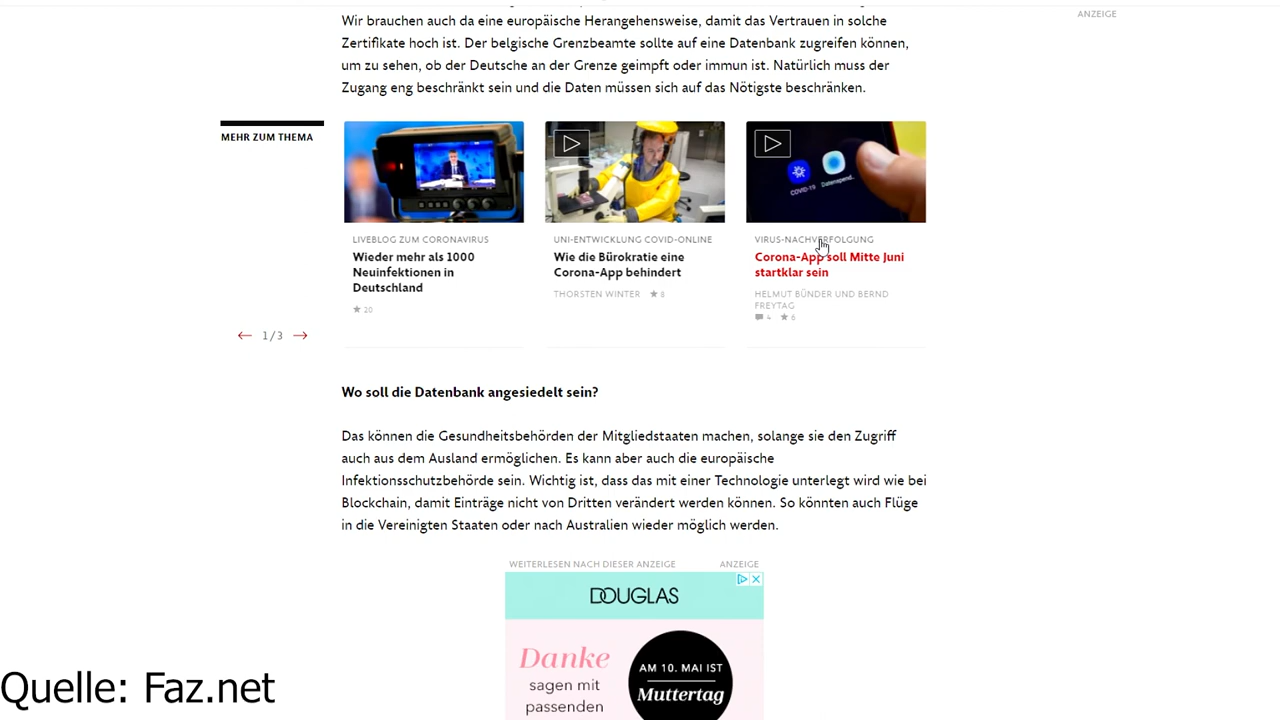 ANZEIGE
Wir brauchen auch da eine europäische Herangehensweise, damit das Vertrauen in solche
Zertifikate hoch ist. Der belgische Grenzbeamte sollte auf eine Datenbank zugreifen können,
um zu sehen, ob der Deutsche an der Grenze geimpft oder immun ist. Natürlich muss der
Zugang eng beschränkt sein und die Daten müssen sich auf das Nötigste beschränken.
MEHR ZUM THEMA
COVID-19
Datenspend...
LIVEBLOG ZUM CORONAVIRUS
Wieder mehr als 1000
Neuinfektionen in
Deutschland
20
UNI-ENTWICKLUNG COVID-ONLINE
Wie die Bürokratie eine
Corona-App behindert
THORSTEN WINTER 8
VIRUS-NACHVERFOLGUNG
Corona-App soll Mitte Juni
startklar sein
HELMUT BÜNDER UND BERND
FREYTAG
4 6
1/3
Wo soll die Datenbank angesiedelt sein?
Das können die Gesundheitsbehörden der Mitgliedstaaten machen, solange sie den Zugriff
auch aus dem Ausland ermöglichen. Es kann aber auch die europäische
Infektionsschutzbehörde sein. Wichtig ist, dass das mit einer Technologie unterlegt wird wie bei
Blockchain, damit Einträge nicht von Dritten verändert werden können. So könnten auch Flüge
in die Vereinigten Staaten oder nach Australien wieder möglich werden.
WEITERLESEN NACH DIESER ANZEIGE ANZEIGE
DOUGLAS
Danke
sagen mit
passenden
AM 10. MAI IST
Muttertag
Quelle: Faz.net